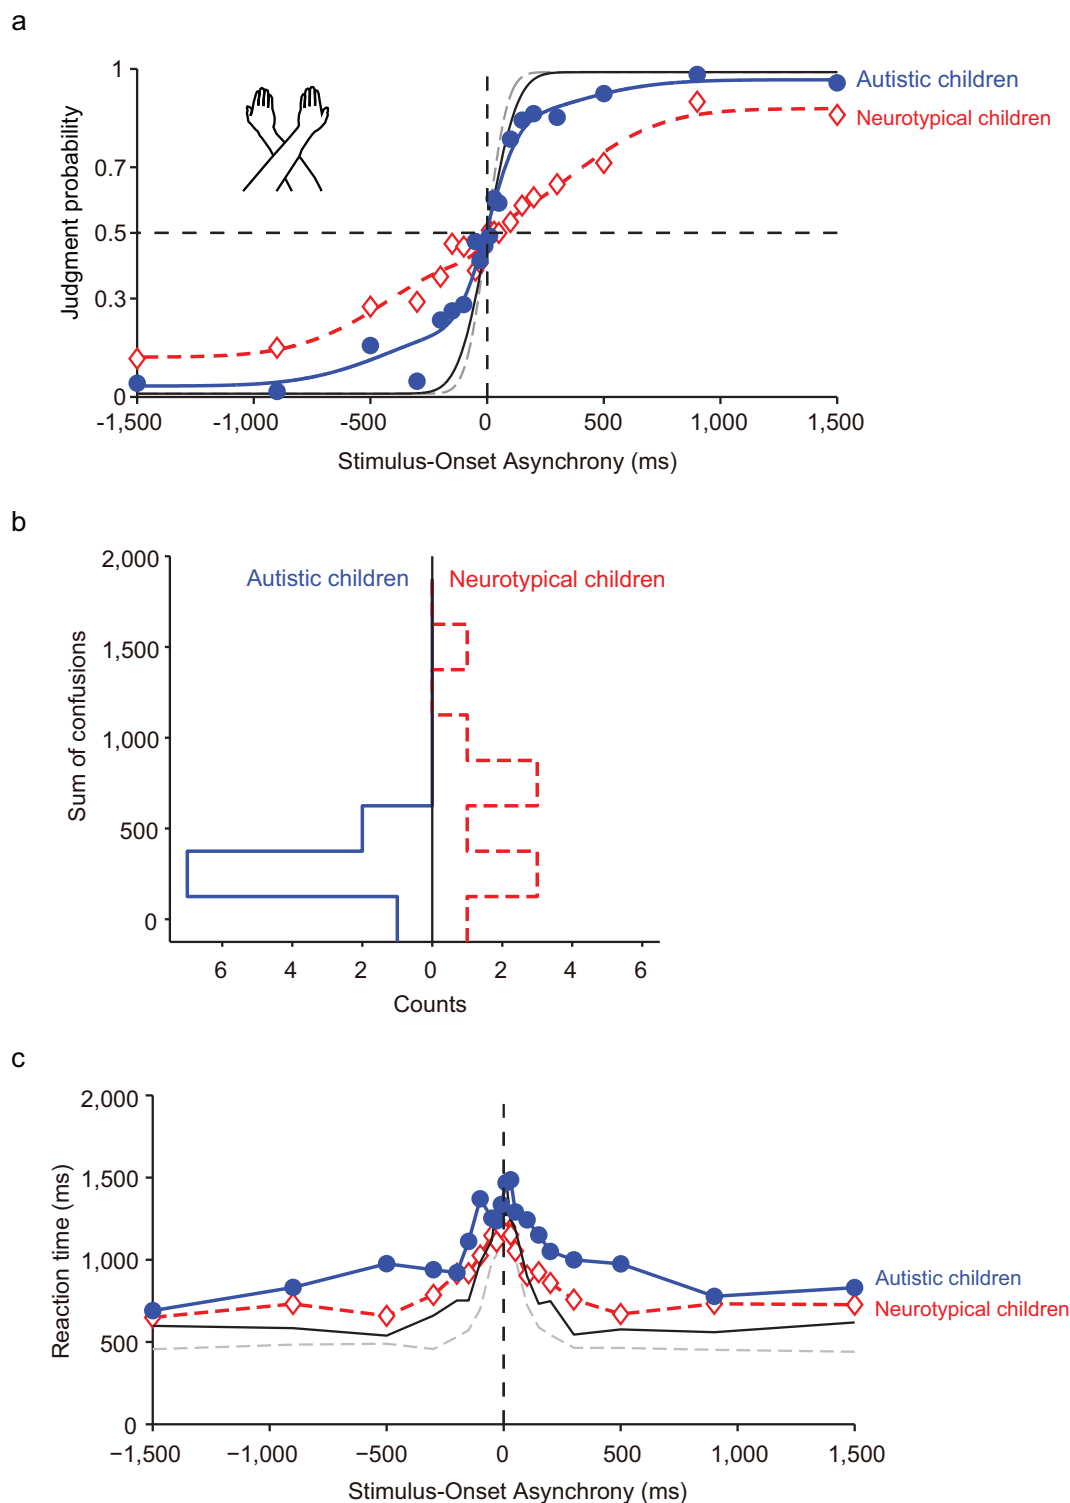 a
1
0.7
0.5
0.3
0
Judgment probability
Autistic children
Neurotypical children
-1,500
-1,000
-500
0
500
1,000
1,500
Stimulus-Onset Asynchrony (ms)
b
2,000
1,500
1,000
500
0
Sum of confusions
Autistic children
Neurotypical children
6
4
2
0
2
4
6
Counts
c
2,000
1,500
1,000
500
0
Reaction time (ms)
Autistic children
Neurotypical children
−1,500
−1,000
−500
0
500
1,000
1,500
Stimulus-Onset Asynchrony (ms)